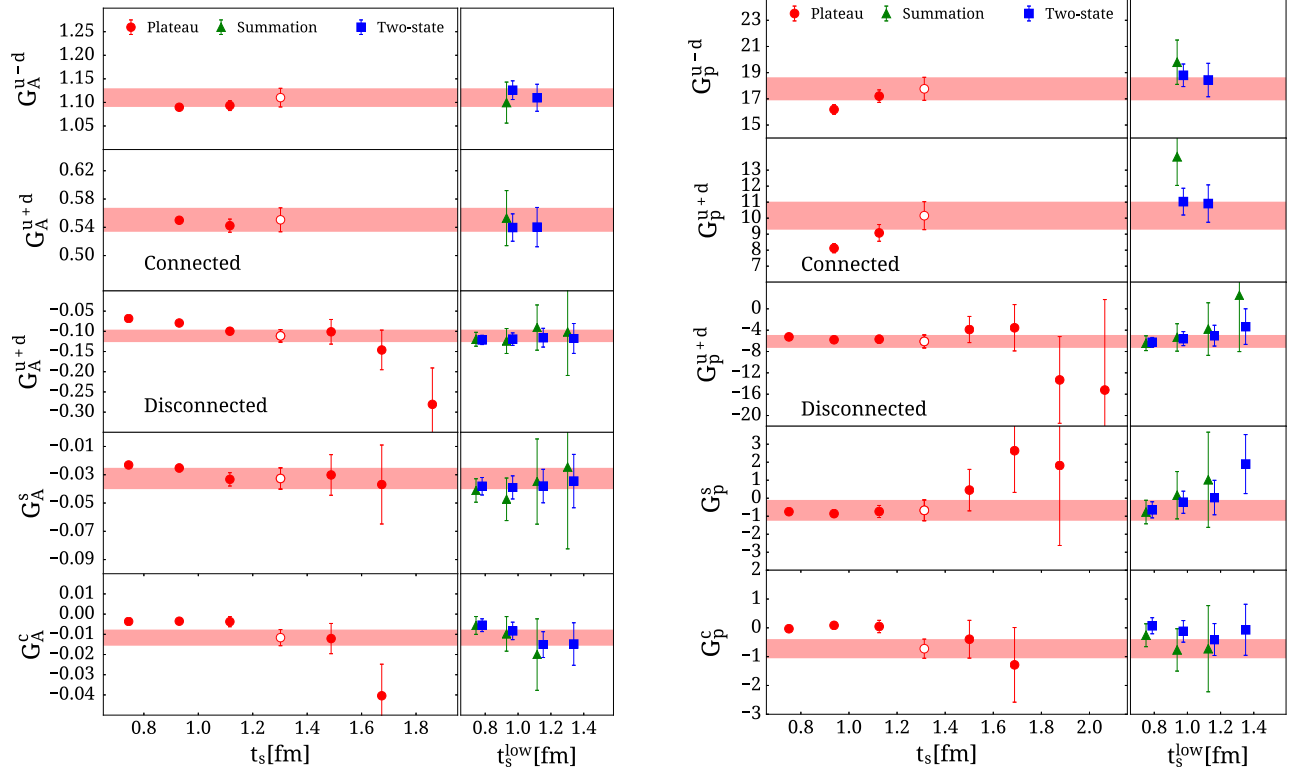 Plateau Summation Two-state
G_A^{u−d}
1.25
1.20
1.15
1.10
1.05
G_A^{u+d}
0.62
0.58
0.54
0.50
Connected
G_A^{u+d}
−0.05
−0.10
−0.15
−0.20
−0.25
−0.30
Disconnected
G_A^s
−0.01
−0.03
−0.05
−0.07
−0.09
G_A^c
0.01
0.00
−0.01
−0.02
−0.03
−0.04
0.8 1.0 1.2 1.4 1.6 1.8 0.8 1.0 1.2 1.4
t_s[fm] t_s^{low}[fm]
Plateau Summation Two-state
G_p^{u−d}
23
21
19
17
15
G_p^{u+d}
13
12
11
10
9
8
7
Connected
G_p^{u+d}
0
−4
−8
−12
−16
−20
Disconnected
G_p^s
3
2
1
0
−1
−2
−3
G_p^c
2
1
0
−1
−2
−3
0.8 1.0 1.2 1.4 1.6 1.8 2.0 0.8 1.0 1.2 1.4
t_s[fm] t_s^{low}[fm]